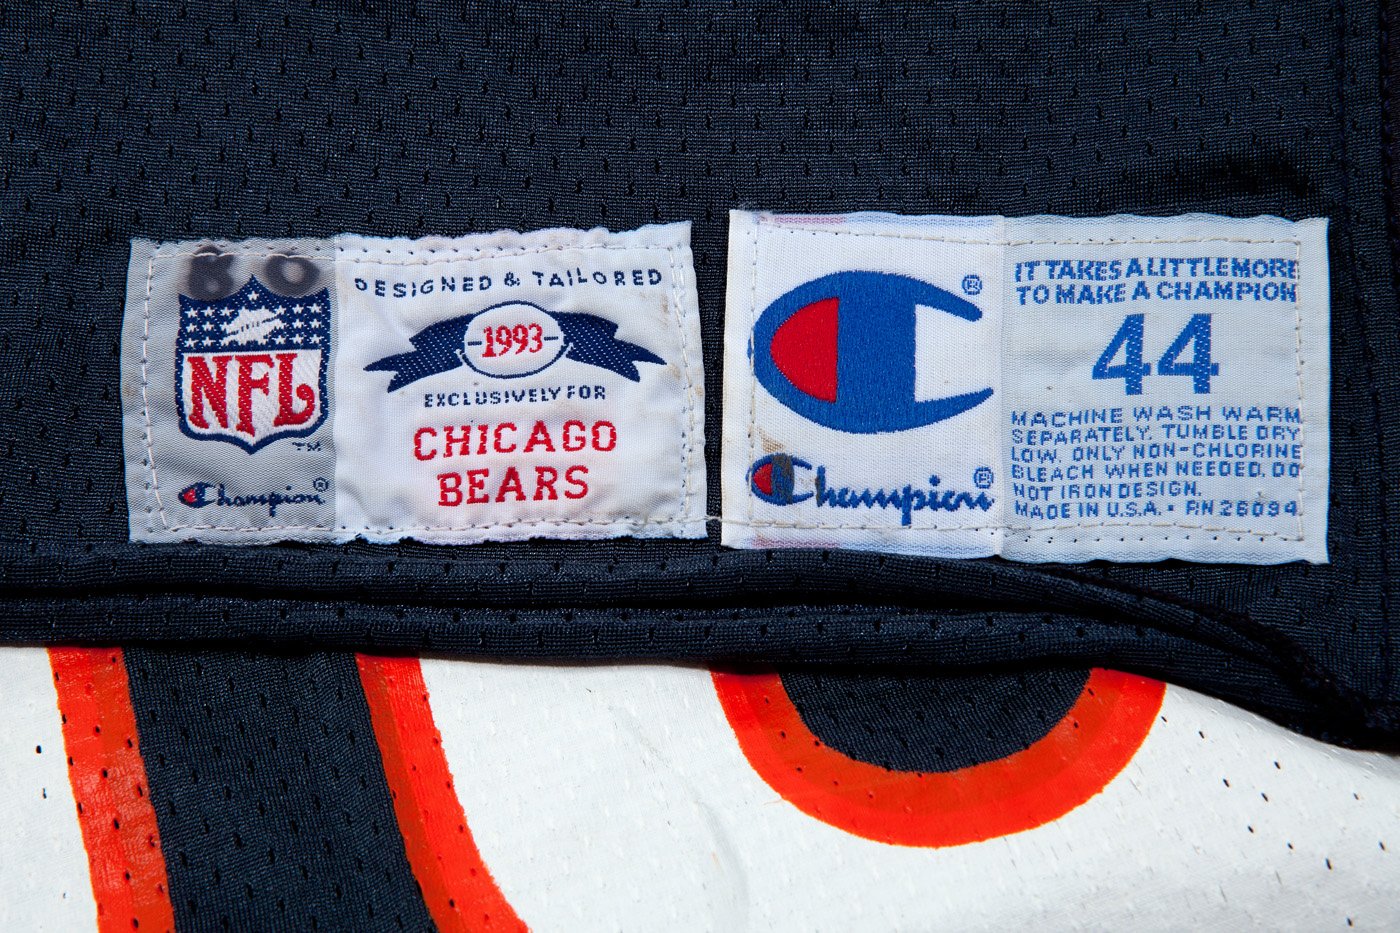 80
NFL
TM
Champion®
DESIGNED & TAILORED
-1993-
EXCLUSIVELY FOR
CHICAGO
BEARS
®
Champion®
IT TAKES A LITTLE MORE
TO MAKE A CHAMPION
44
MACHINE WASH WARM
SEPARATELY. TUMBLE DRY
LOW. ONLY NON-CHLORINE
BLEACH WHEN NEEDED. DO
NOT IRON DESIGN.
MADE IN U.S.A. • RN 26094